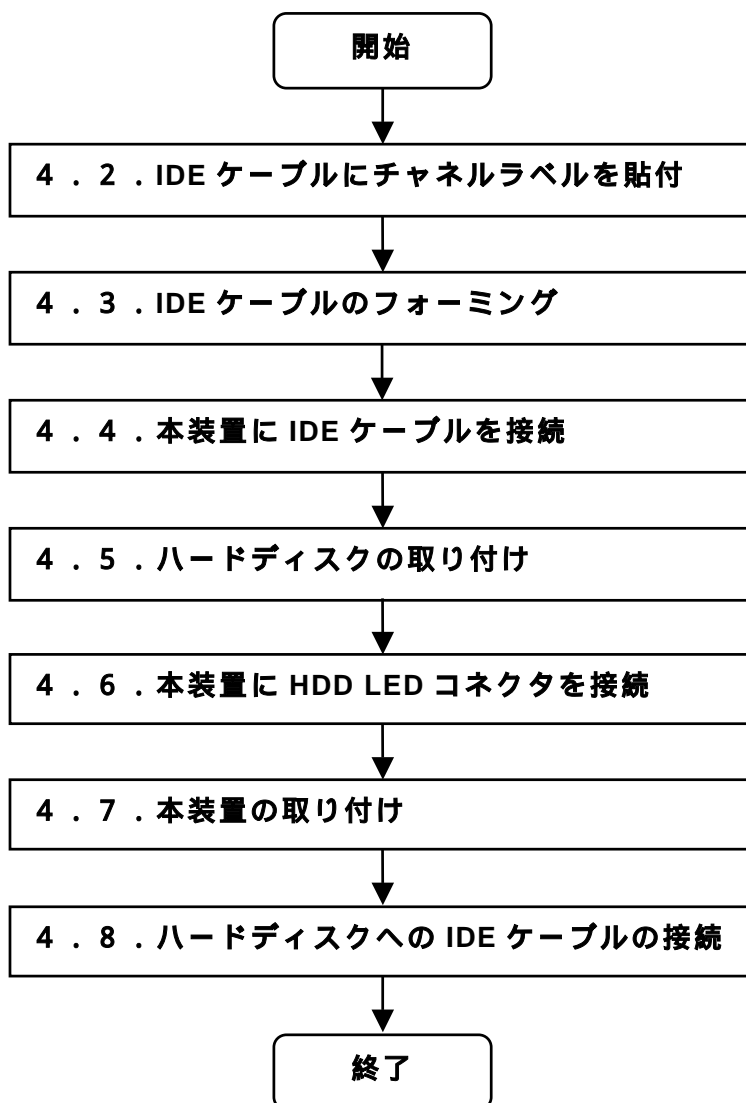 開始
４．２．IDE ケーブルにチャネルラベルを貼付
４．３．IDE ケーブルのフォーミング
４．４．本装置に IDE ケーブルを接続
４．５．ハードディスクの取り付け
４．６．本装置に HDD LED コネクタを接続
４．７．本装置の取り付け
４．８．ハードディスクへの IDE ケーブルの接続
終了